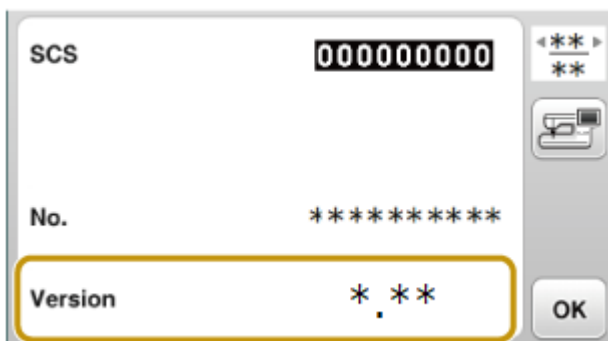 SCS 000000000
** 
**
No. **********
Version *.**
OK